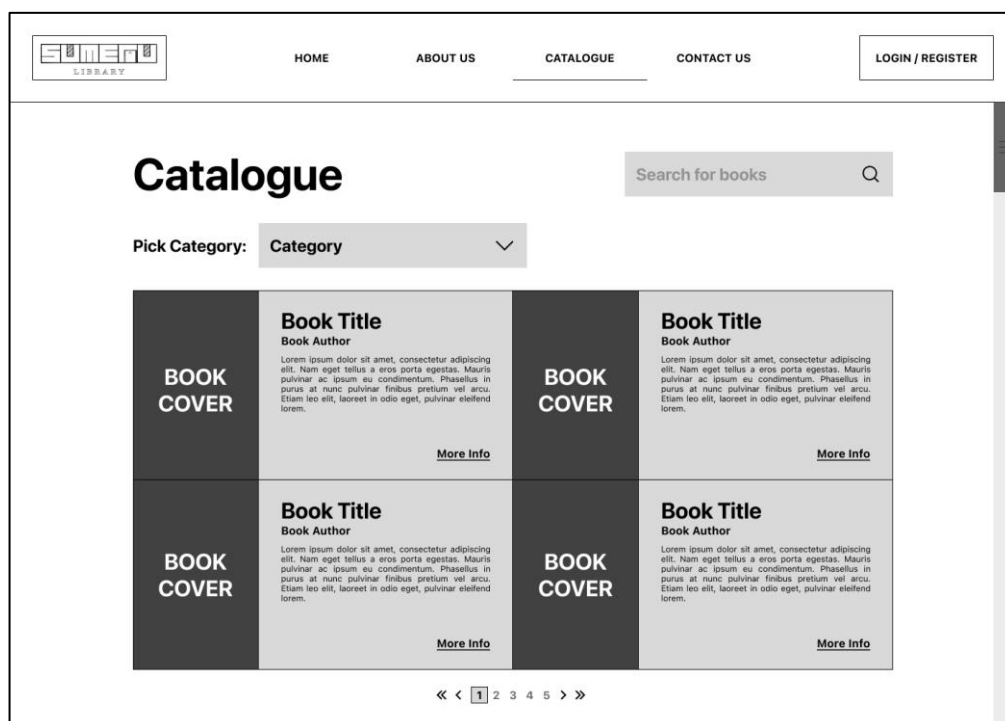 SUMERU
LIBRARY
HOME
ABOUT US
CATALOGUE
CONTACT US
LOGIN / REGISTER
Catalogue
Search for books
Pick Category:
Category
BOOK
COVER
Book Title
Book Author
Lorem ipsum dolor sit amet, consectetur adipiscing
elit. Nam eget tellus a eros porta egestas. Mauris
pulvinar ac ipsum eu condimentum. Phasellus in
purus at nunc pulvinar finibus pretium vel arcu.
Etiam leo elit, laoreet in odio eget, pulvinar eleifend
lorem.
More Info
BOOK
COVER
Book Title
Book Author
Lorem ipsum dolor sit amet, consectetur adipiscing
elit. Nam eget tellus a eros porta egestas. Mauris
pulvinar ac ipsum eu condimentum. Phasellus in
purus at nunc pulvinar finibus pretium vel arcu.
Etiam leo elit, laoreet in odio eget, pulvinar eleifend
lorem.
More Info
BOOK
COVER
Book Title
Book Author
Lorem ipsum dolor sit amet, consectetur adipiscing
elit. Nam eget tellus a eros porta egestas. Mauris
pulvinar ac ipsum eu condimentum. Phasellus in
purus at nunc pulvinar finibus pretium vel arcu.
Etiam leo elit, laoreet in odio eget, pulvinar eleifend
lorem.
More Info
BOOK
COVER
Book Title
Book Author
Lorem ipsum dolor sit amet, consectetur adipiscing
elit. Nam eget tellus a eros porta egestas. Mauris
pulvinar ac ipsum eu condimentum. Phasellus in
purus at nunc pulvinar finibus pretium vel arcu.
Etiam leo elit, laoreet in odio eget, pulvinar eleifend
lorem.
More Info
« < 1 2 3 4 5 > »